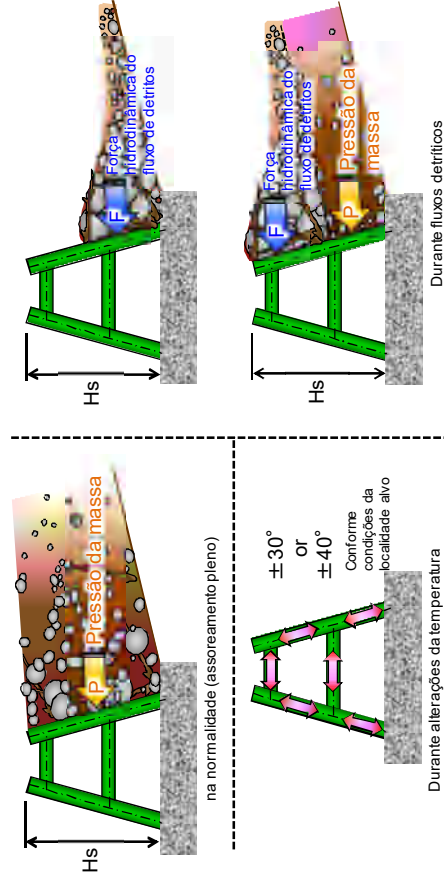 Hs
P
Pressão da massa
na normalidade (assoreamento pleno)
±30°
or
±40°
Conforme
condições da
localidade alvo
Durante alterações da temperatura
Hs
F
Força
hidrodinâmica do
fluxo de detritos
Hs
F
Força
hidrodinâmica do
fluxo de detritos
P
Pressão da
massa
Durante fluxos detríticos